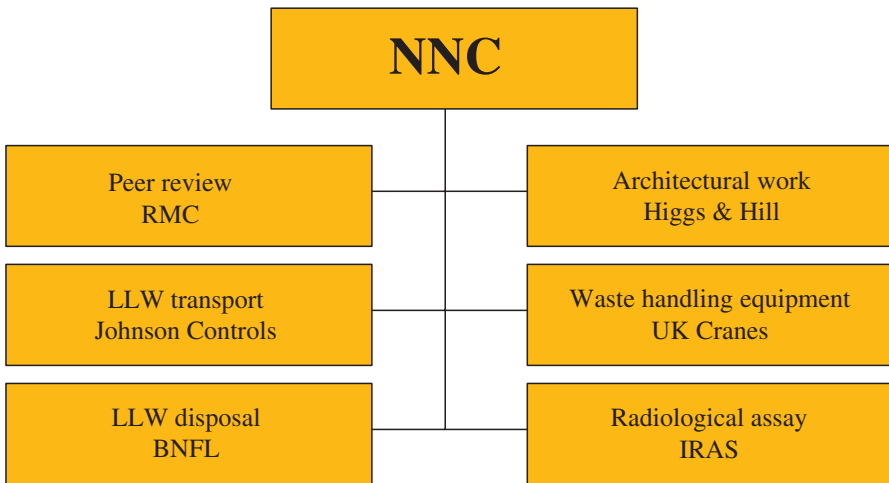 NNC
Peer review
RMC
Architectural work
Higgs & Hill
LLW transport
Johnson Controls
Waste handling equipment
UK Cranes
LLW disposal
BNFL
Radiological assay
IRAS